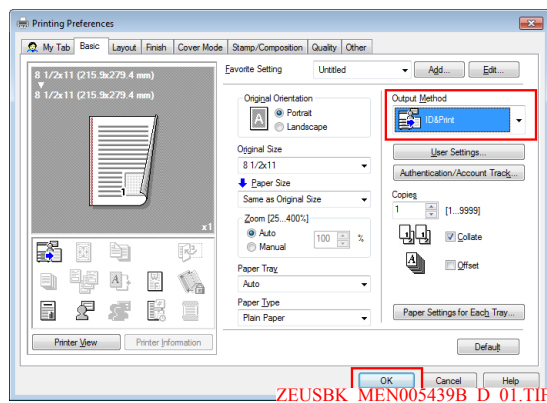 Printing Preferences
My Tab Basic Layout Finish Cover Mode Stamp/Composition Quality Other
8 1/2x11 (215.9x279.4 mm)
8 1/2x11 (215.9x279.4 mm)
1
x1
Printer View Printer Information
Favorite Setting Untitled Add... Edit...
Original Orientation
A
Portrait
Landscape
Original Size
8 1/2x11
Paper Size
Same as Original Size
Zoom [25...400%]
Auto
Manual
100 %
Paper Tray
Auto
Paper Type
Plain Paper
Output Method
ID&Print
User Settings...
Authentication/Account Track...
Copies
1 [1...9999]
Collate
Offset
Paper Settings for Each Tray...
Default
OK Cancel Help
ZEUSBK_MEN005439B_D_01.TIF